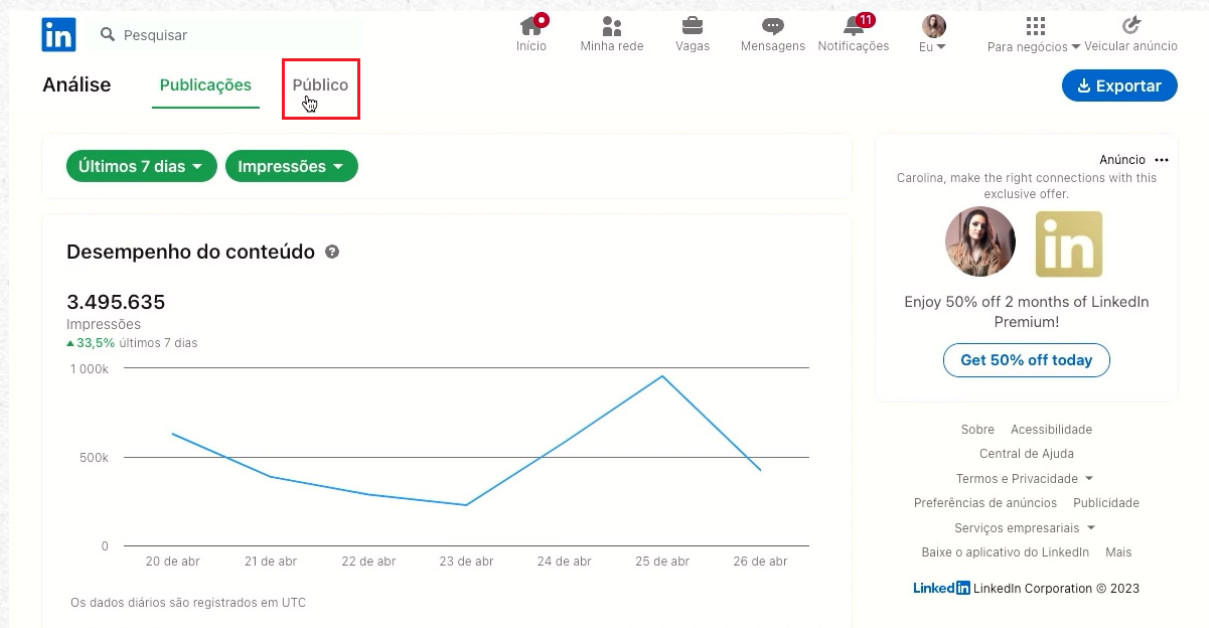 in Pesquisar
Início Minha rede Vagas Mensagens 11 Notificações Eu Para negócios Veicular anúncio
Análise Publicações Público Exportar
Últimos 7 dias Impressões
Desempenho do conteúdo ?
3.495.635
Impressões
33,5% últimos 7 dias
1 000k
500k
0
20 de abr 21 de abr 22 de abr 23 de abr 24 de abr 25 de abr 26 de abr
Os dados diários são registrados em UTC
Anúncio •••
Carolina, make the right connections with this
exclusive offer.
in
Enjoy 50% off 2 months of LinkedIn
Premium!
Get 50% off today
Sobre Acessibilidade
Central de Ajuda
Termos e Privacidade
Preferências de anúncios Publicidade
Serviços empresariais
Baixe o aplicativo do LinkedIn Mais
LinkedIn LinkedIn Corporation © 2023